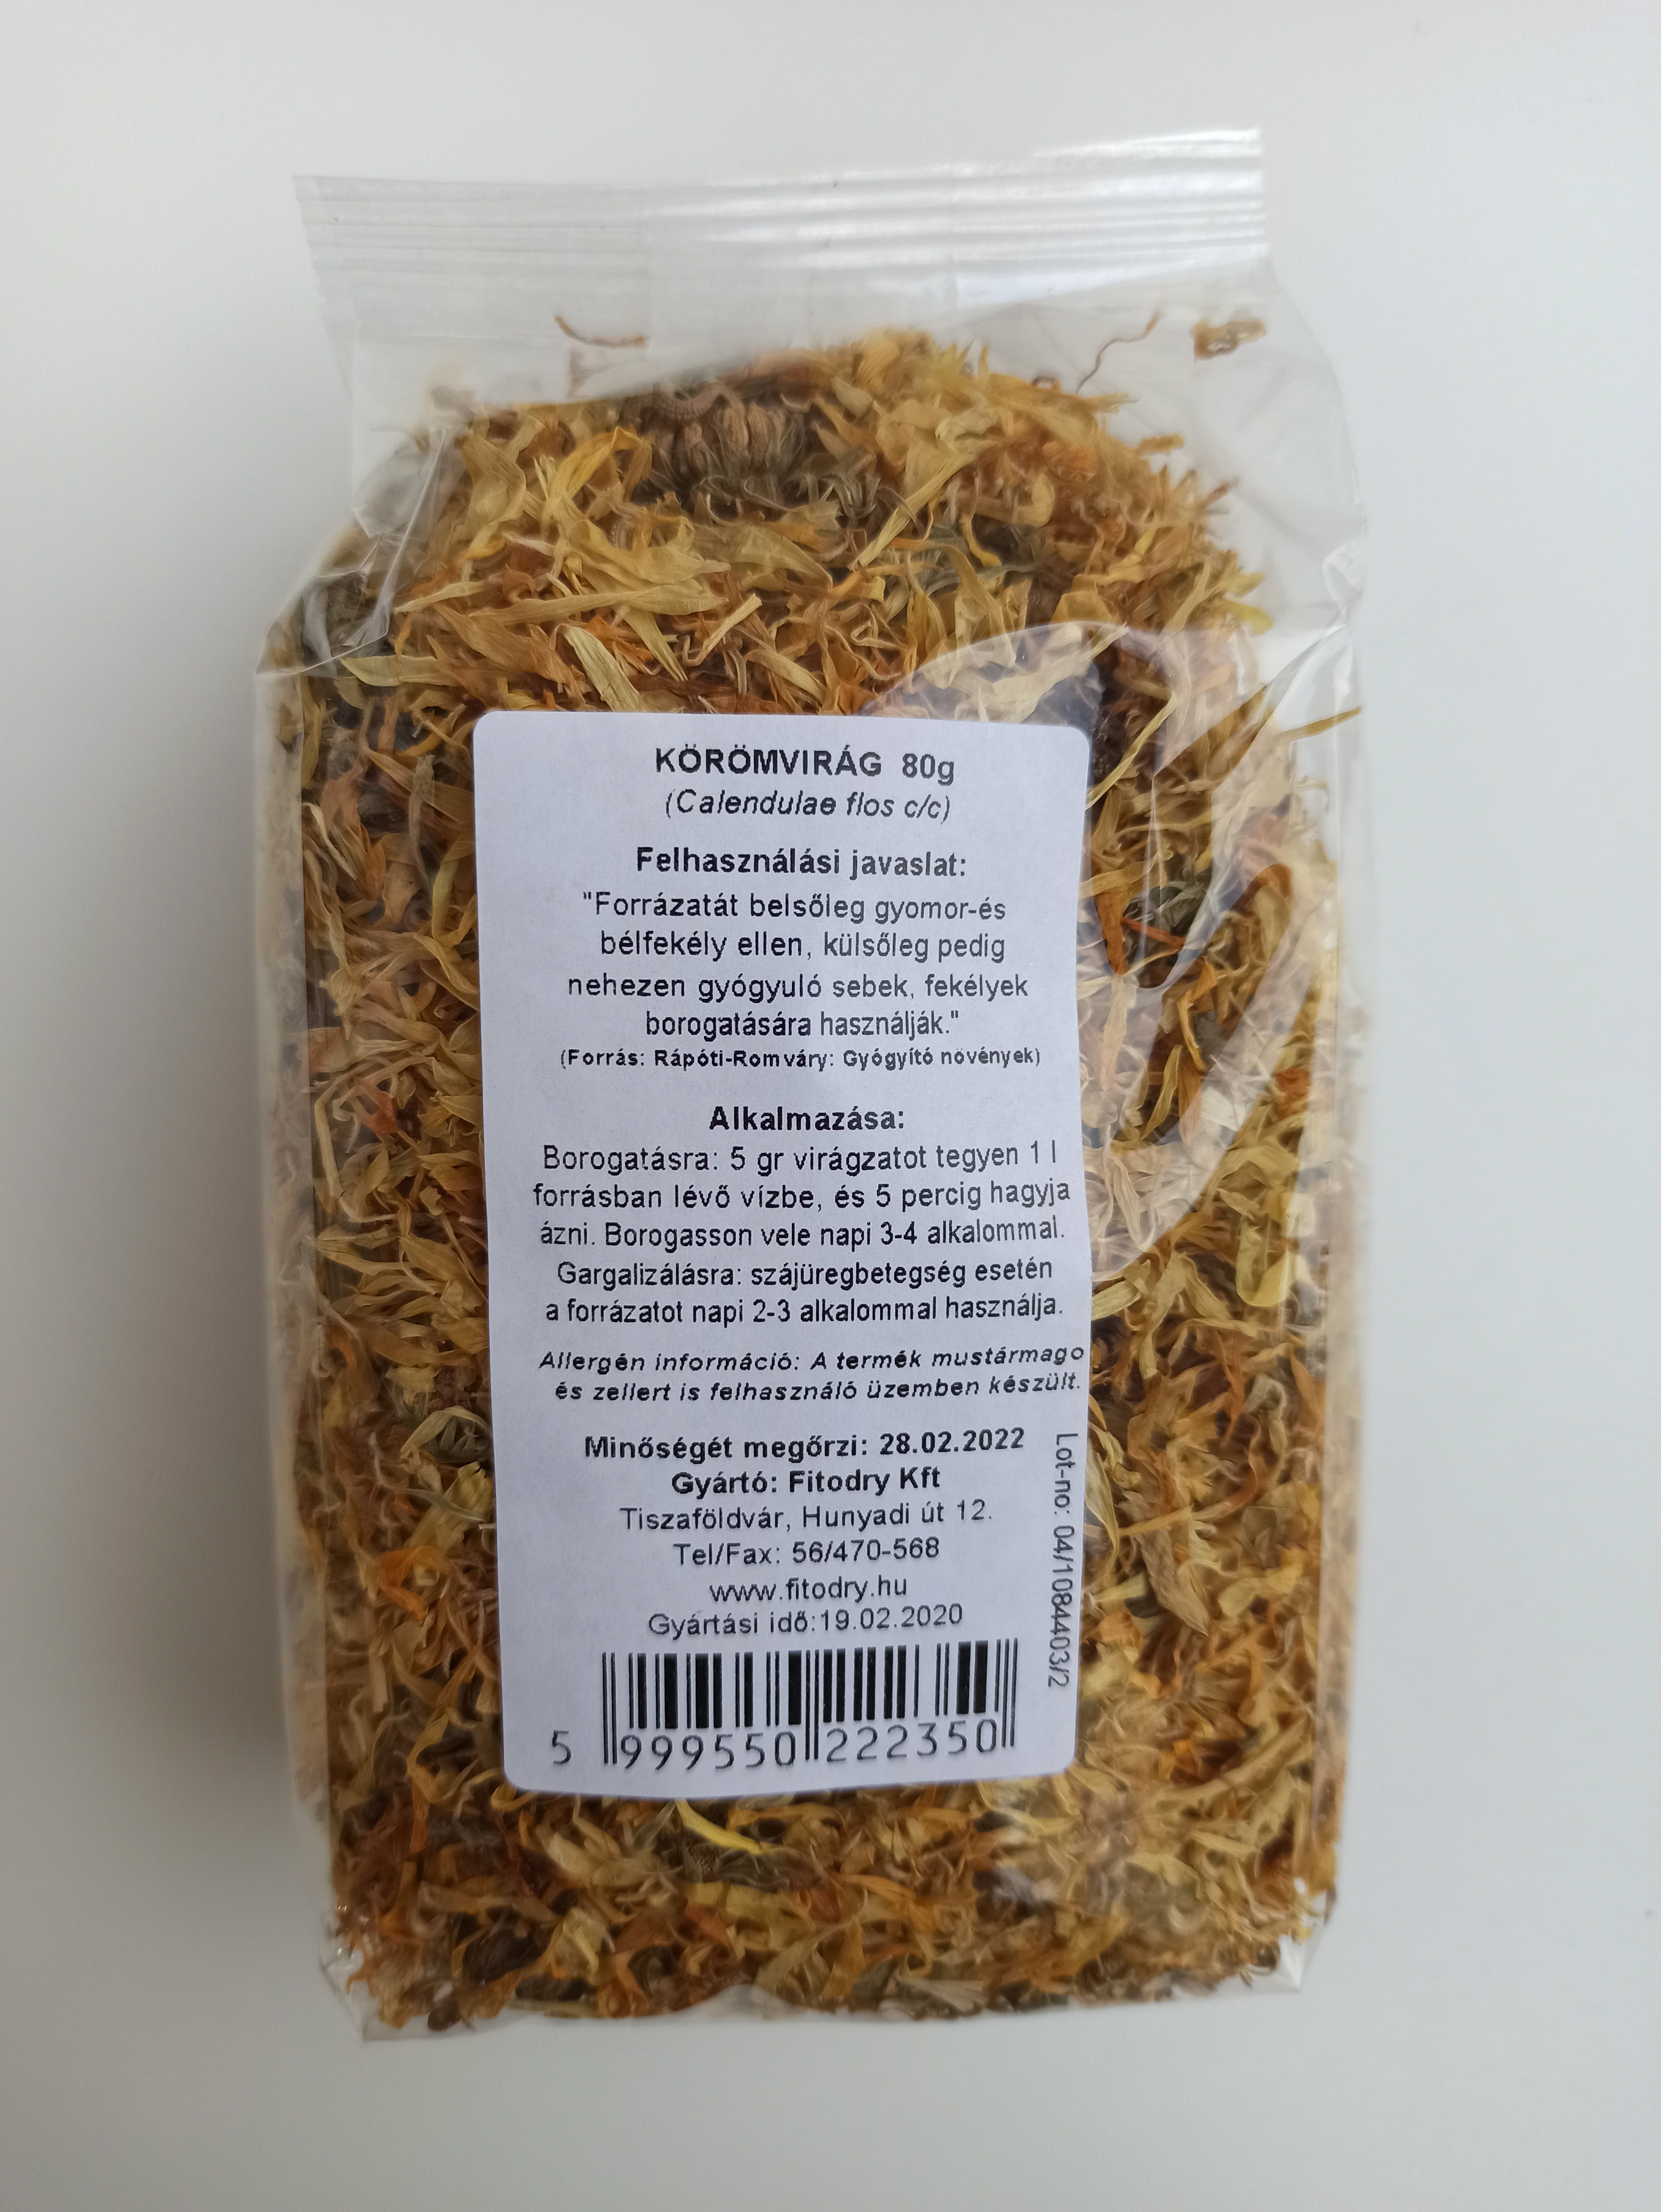 KÖRÖMVIRÁG 80g
(Calendulae flos c/c)
Felhasználási javaslat:
"Forrázatát belsőleg gyomor-és
bélfekély ellen, külsőleg pedig
nehezen gyógyuló sebek, fekélyek
borogatására használják."
(Forrás: Rápóti-Romváry: Gyógyító növények)
Alkalmazása:
Borogatásra: 5 gr virágzatot tegyen 1 l
forrásban lévő vízbe, és 5 percig hagyja
ázni. Borogasson vele napi 3-4 alkalommal.
Gargalizálásra: szájüregbetegség esetén
a forrázatot napi 2-3 alkalommal használja.
Allergén információ: A termék mustármago
és zellert is felhasználó üzemben készült.
Minőségét megőrzi: 28.02.2022
Gyártó: Fitodry Kft
Tiszaföldvár, Hunyadi út 12.
Tel/Fax: 56/470-568
www.fitodry.hu
Gyártási idő:19.02.2020
Lot-no: 04/1084403/2
5 999550 222350